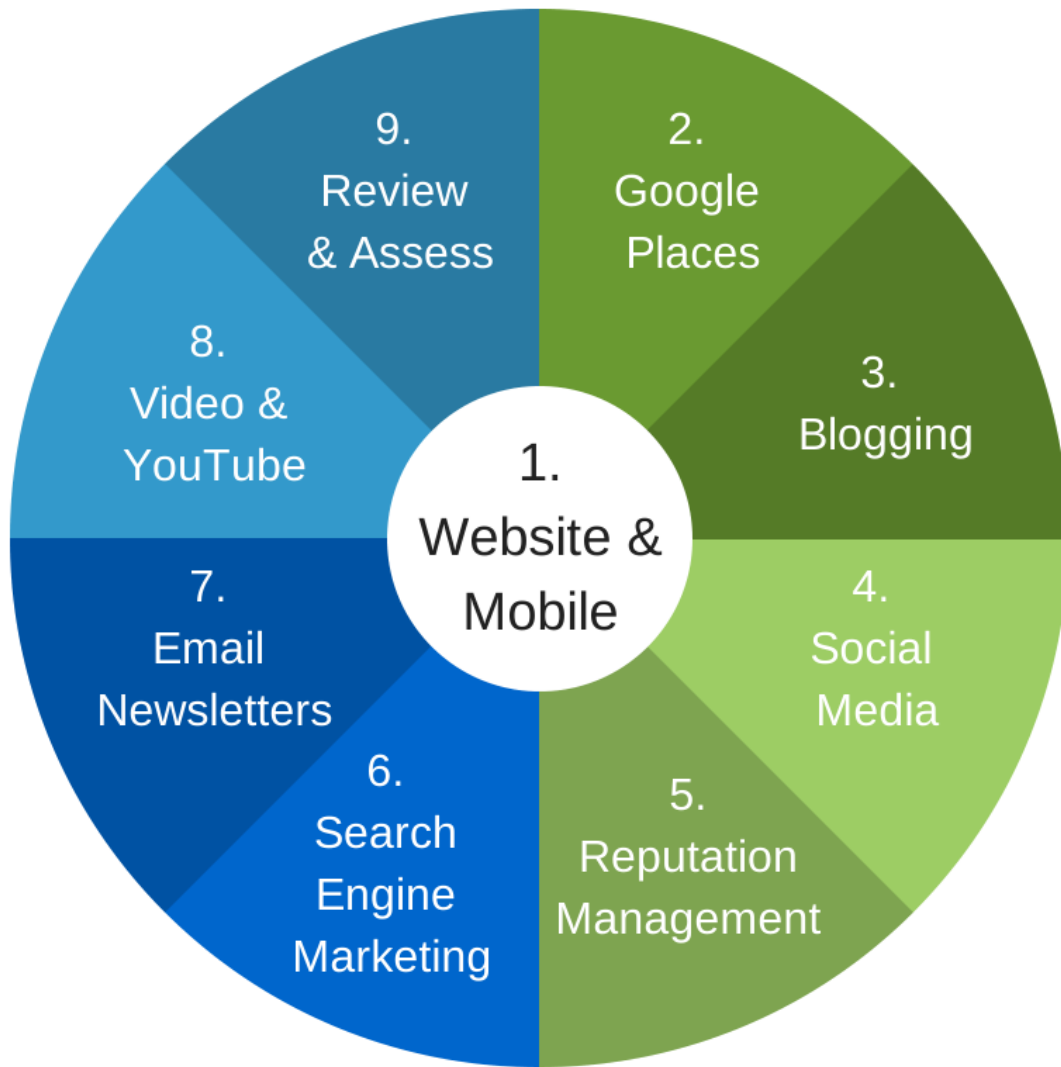 1.
Website &
Mobile
2.
Google
Places
3.
Blogging
4.
Social
Media
5.
Reputation
Management
6.
Search
Engine
Marketing
7.
Email
Newsletters
8.
Video &
YouTube
9.
Review
& Assess